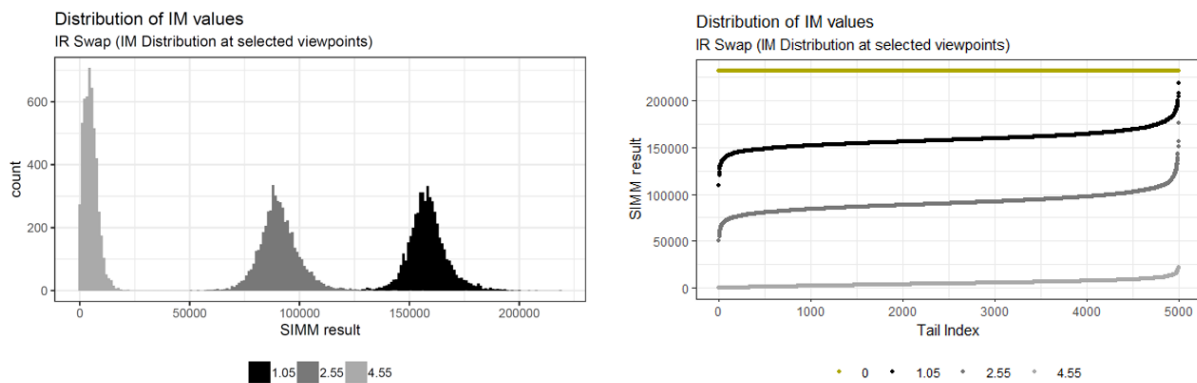 Distribution of IM values
IR Swap (IM Distribution at selected viewpoints)
600
400
200
0
count
0 50000 100000 150000 200000
SIMM result
1.05 2.55 4.55
Distribution of IM values
IR Swap (IM Distribution at selected viewpoints)
200000
150000
100000
50000
0
SIMM result
0 1000 2000 3000 4000 5000
Tail Index
0 1.05 2.55 4.55